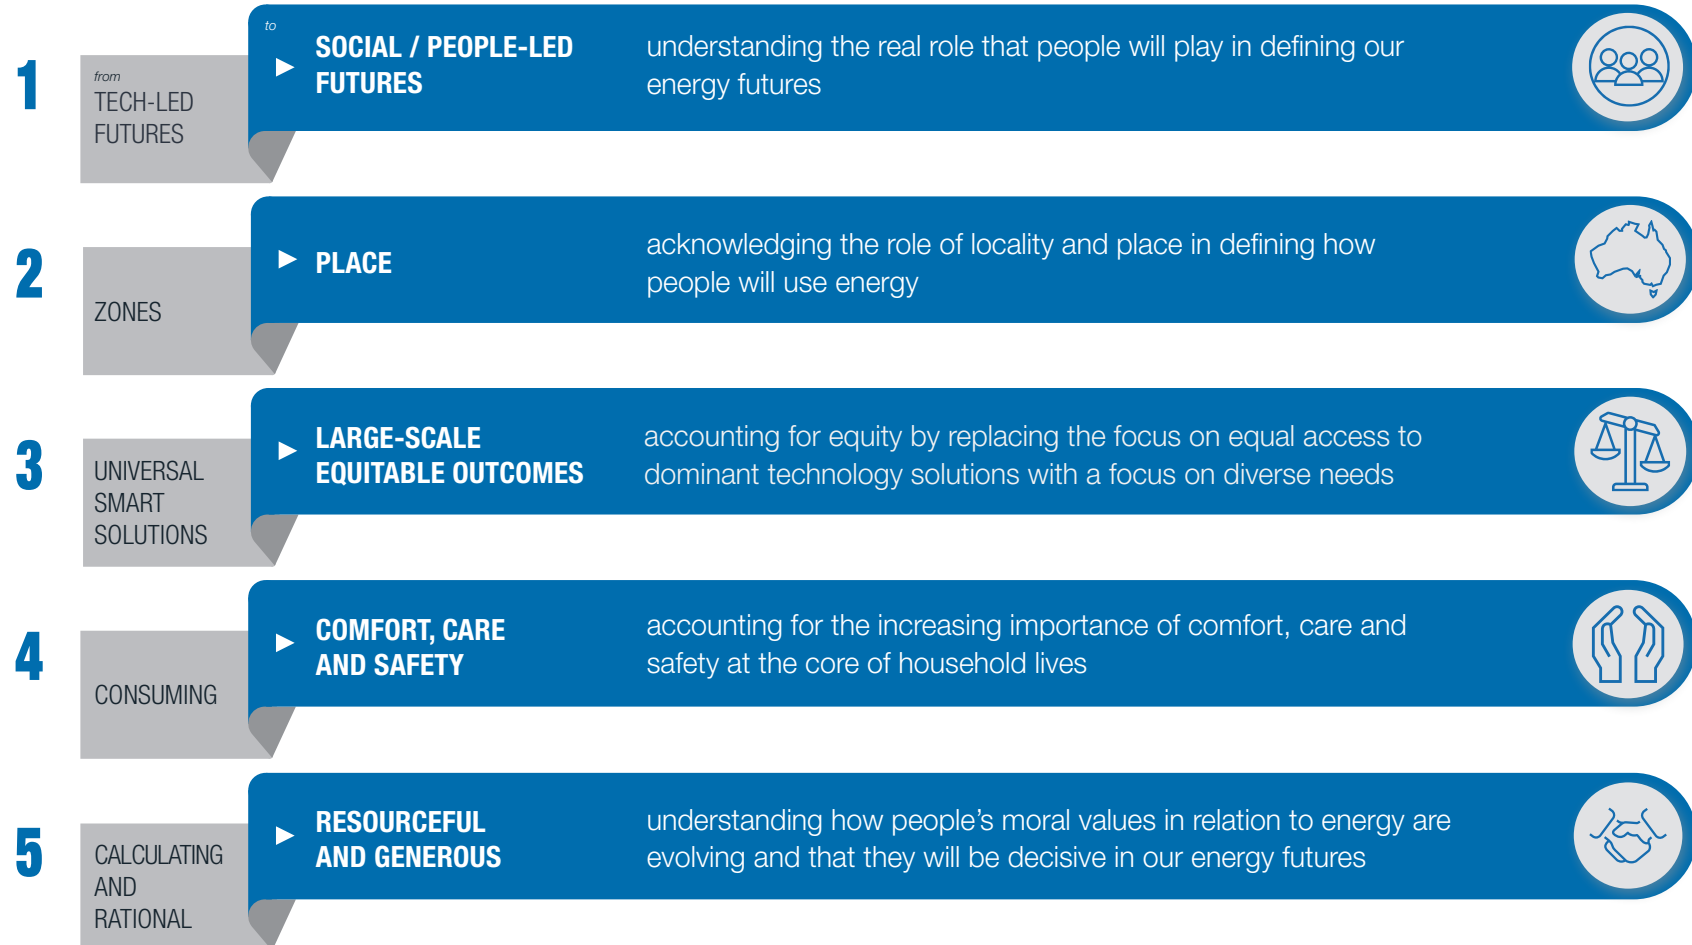 1
from
TECH-LED
FUTURES
to
SOCIAL / PEOPLE-LED
FUTURES
understanding the real role that people will play in defining our
energy futures
2
ZONES
PLACE
acknowledging the role of locality and place in defining how
people will use energy
3
UNIVERSAL
SMART
SOLUTIONS
LARGE-SCALE
EQUITABLE OUTCOMES
accounting for equity by replacing the focus on equal access to
dominant technology solutions with a focus on diverse needs
4
CONSUMING
COMFORT, CARE
AND SAFETY
accounting for the increasing importance of comfort, care and
safety at the core of household lives
5
CALCULATING
AND
RATIONAL
RESOURCEFUL
AND GENEROUS
understanding how people’s moral values in relation to energy are
evolving and that they will be decisive in our energy futures